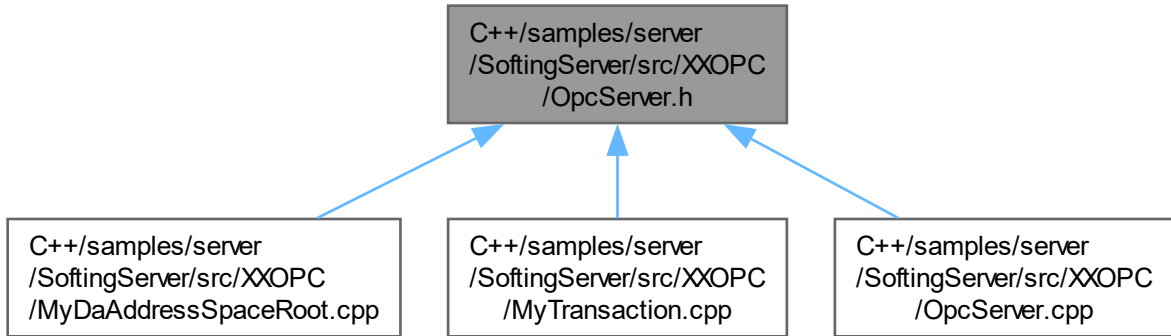 C++/samples/server
/SoftingServer/src/XXOPC
/OpcServer.h
C++/samples/server
/SoftingServer/src/XXOPC
/MyDaAddressSpaceRoot.cpp
C++/samples/server
/SoftingServer/src/XXOPC
/MyTransaction.cpp
C++/samples/server
/SoftingServer/src/XXOPC
/OpcServer.cpp